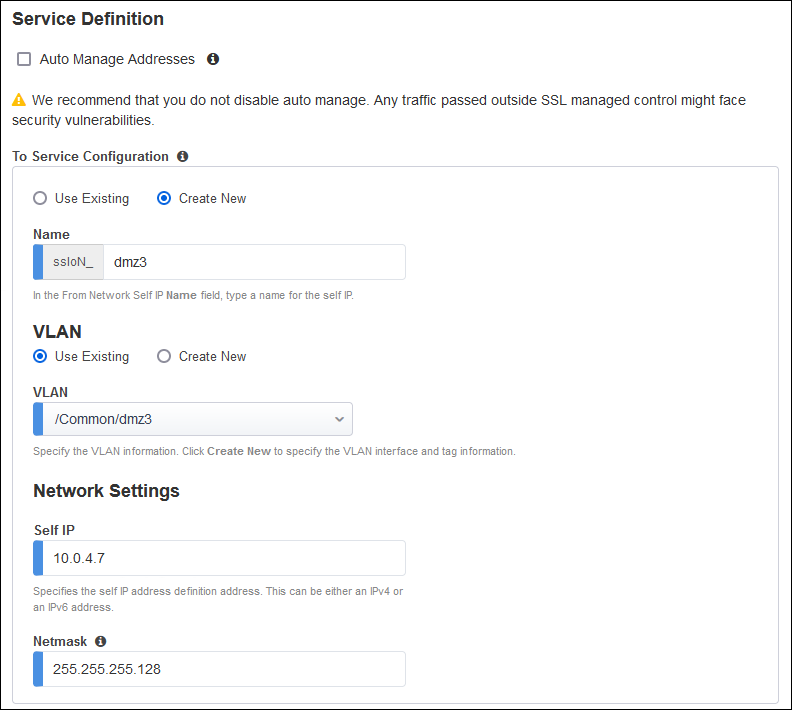 Service Definition
Auto Manage Addresses
We recommend that you do not disable auto manage. Any traffic passed outside SSL managed control might face
security vulnerabilities.
To Service Configuration
Use Existing Create New
Name
ssloN_ dmz3
In the From Network Self IP Name field, type a name for the self IP.
VLAN
Use Existing Create New
VLAN
/Common/dmz3
Specify the VLAN information. Click Create New to specify the VLAN interface and tag information.
Network Settings
Self IP
10.0.4.7
Specifies the self IP address definition address. This can be either an IPv4 or
an IPv6 address.
Netmask
255.255.255.128